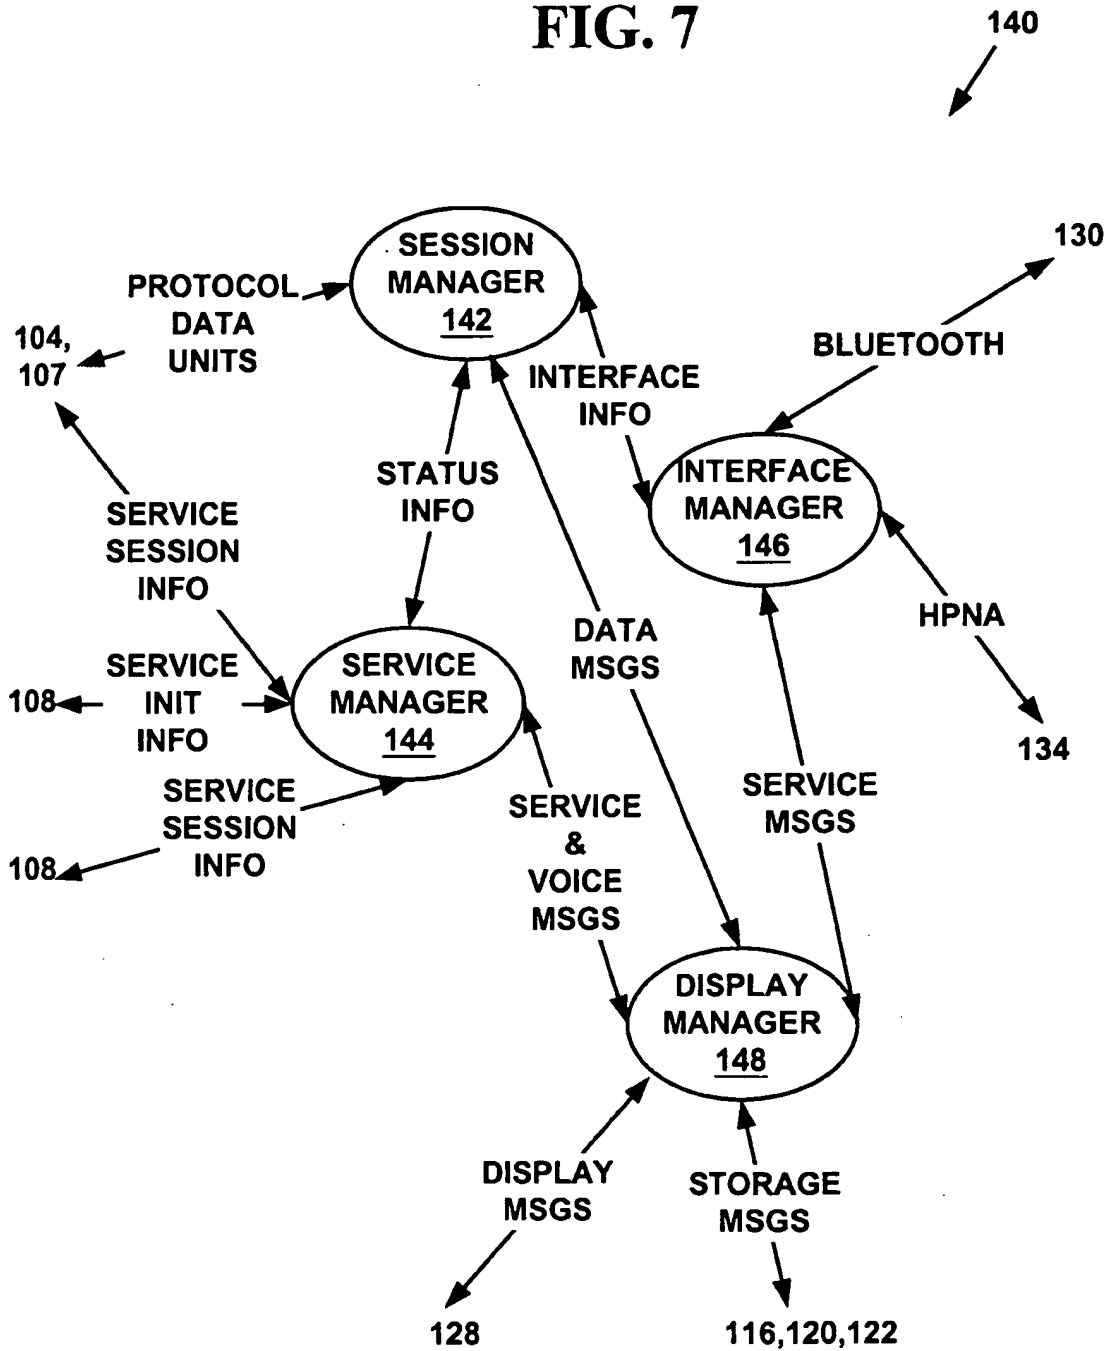 FIG. 7
140
SESSION
MANAGER
142
130
PROTOCOL
DATA
UNITS
104,
107
BLUETOOTH
INTERFACE
INFO
STATUS
INFO
INTERFACE
MANAGER
146
SERVICE
SESSION
INFO
HPNA
DATA
MSGS
SERVICE
MANAGER
144
SERVICE
INIT
INFO
108
134
SERVICE
SESSION
INFO
108
SERVICE
&
VOICE
MSGS
SERVICE
MSGS
DISPLAY
MANAGER
148
DISPLAY
MSGS
STORAGE
MSGS
128
116,120,122